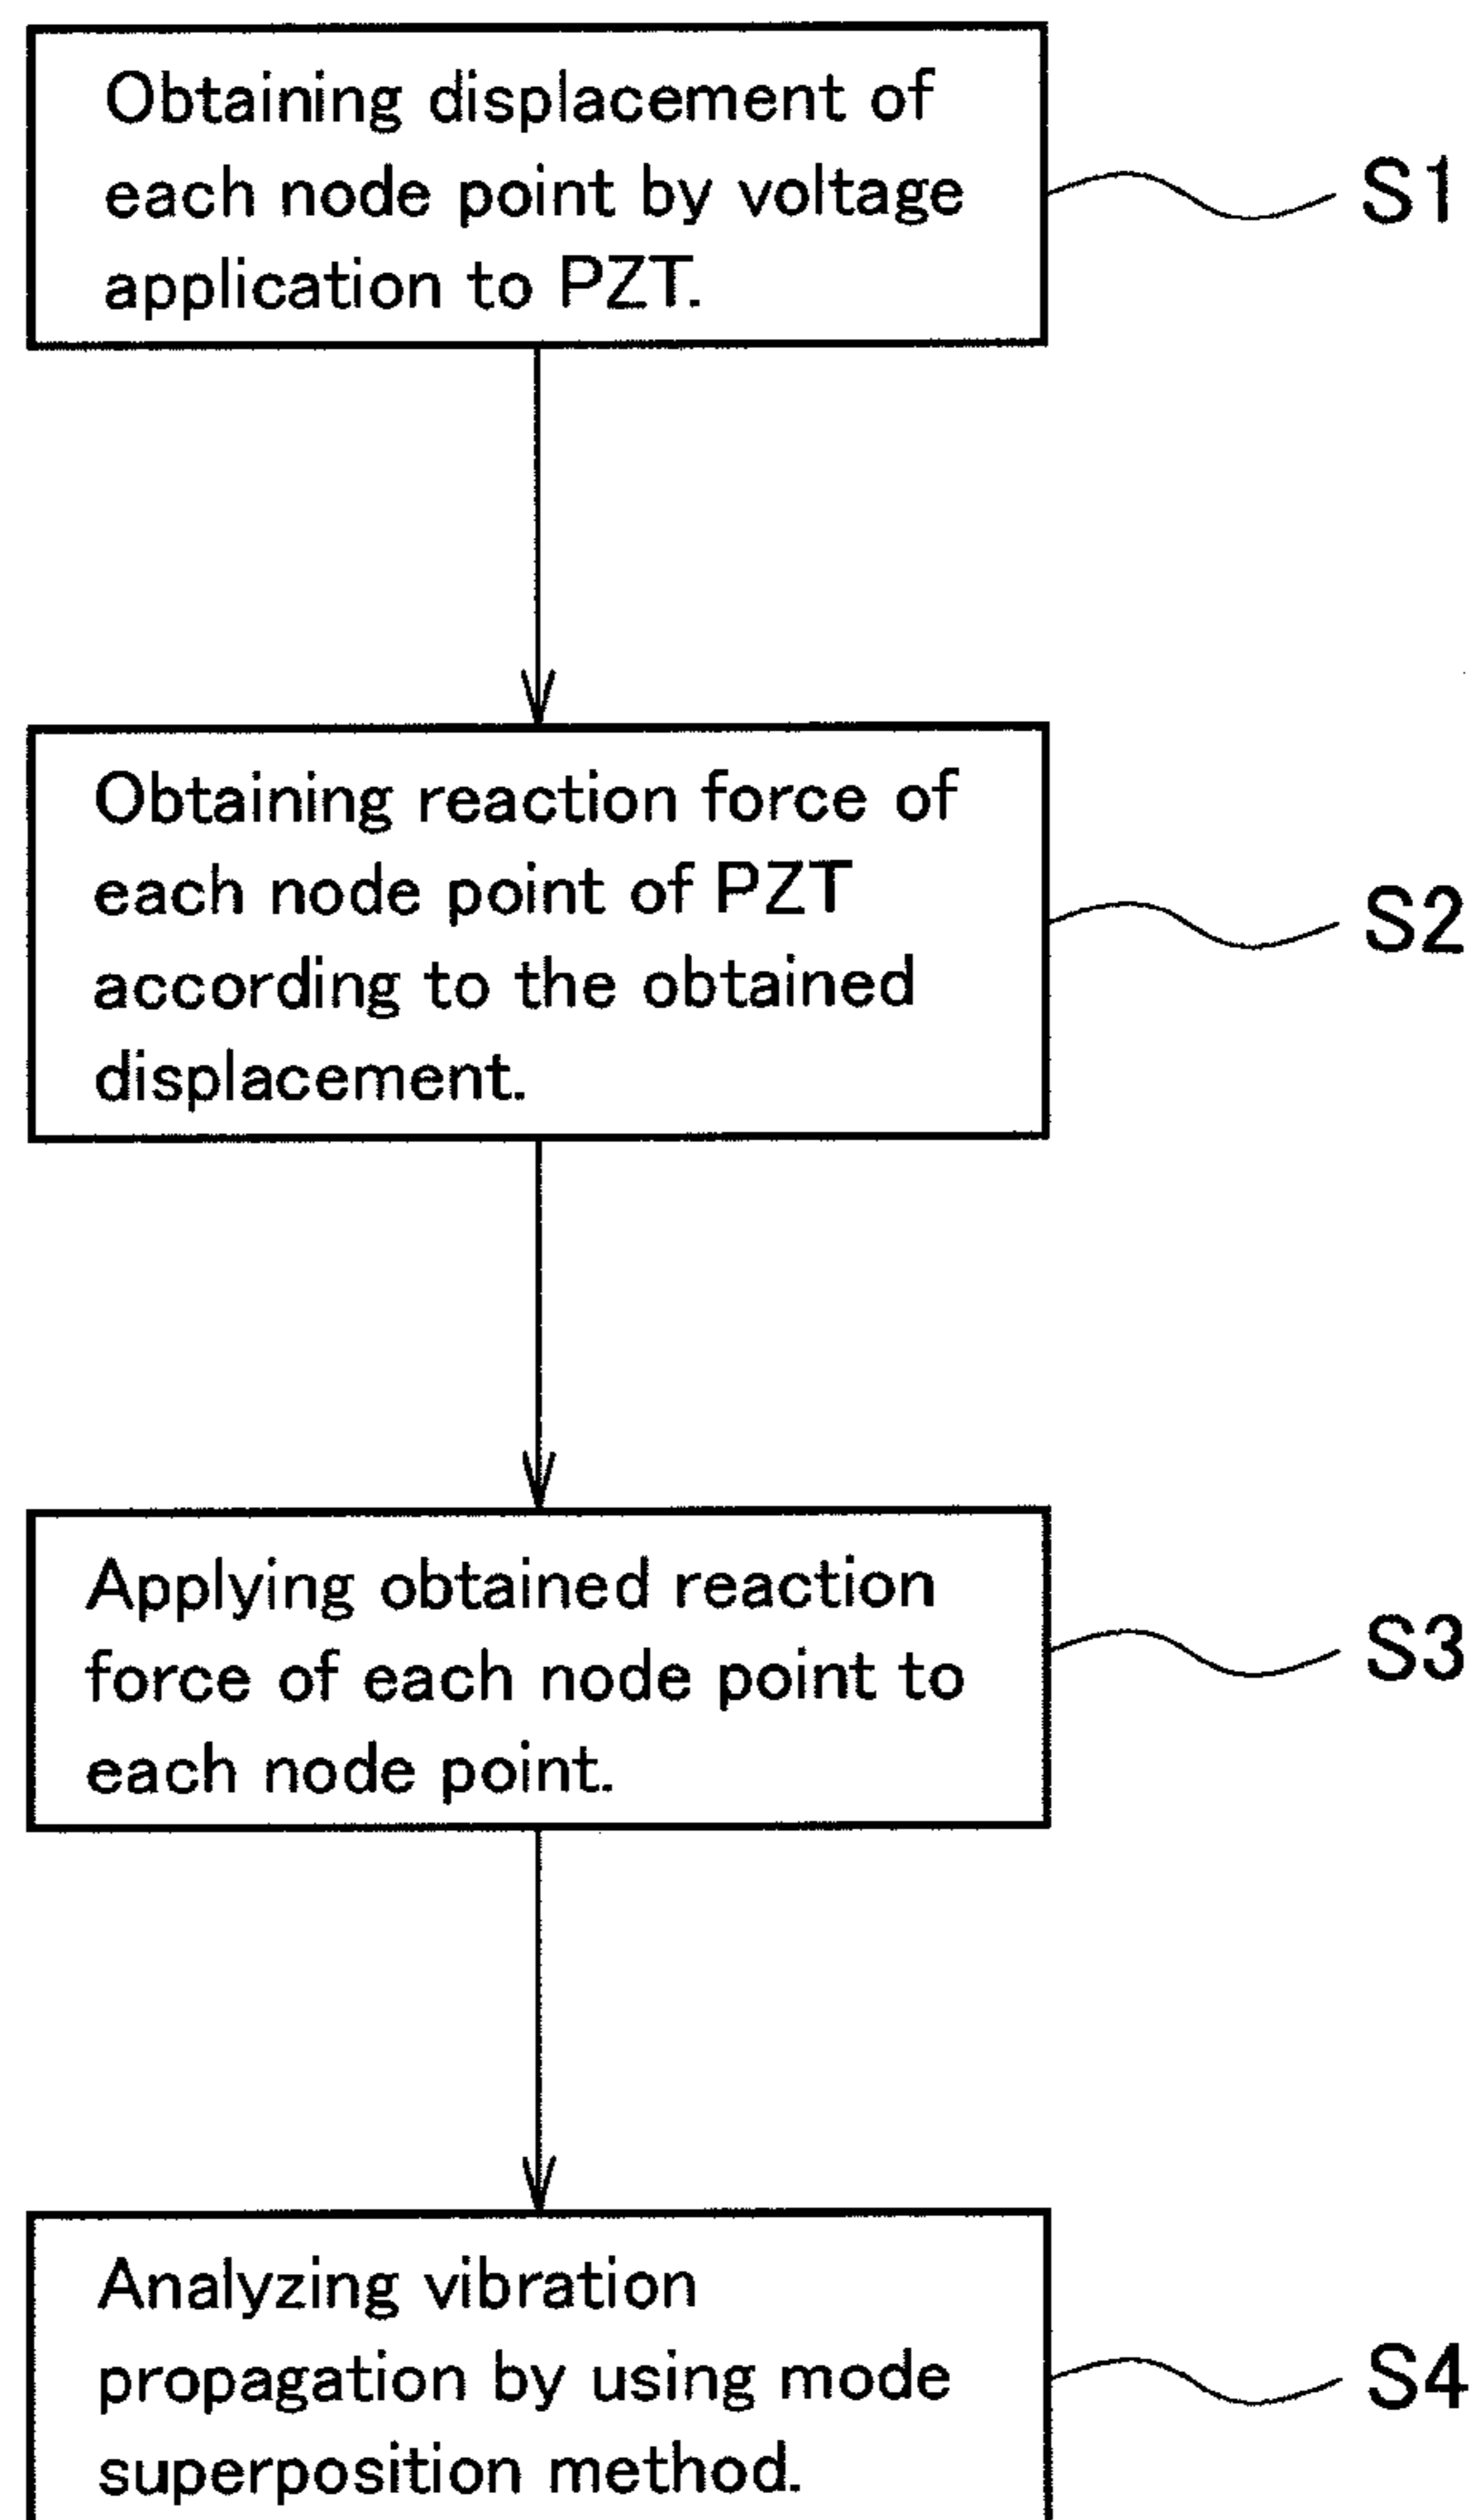 Obtaining displacement of
each node point by voltage
application to PZT.
S1
Obtaining reaction force of
each node point of PZT
according to the obtained
displacement.
S2
Applying obtained reaction
force of each node point to
each node point.
S3
Analyzing vibration
propagation by using mode
superposition method.
S4